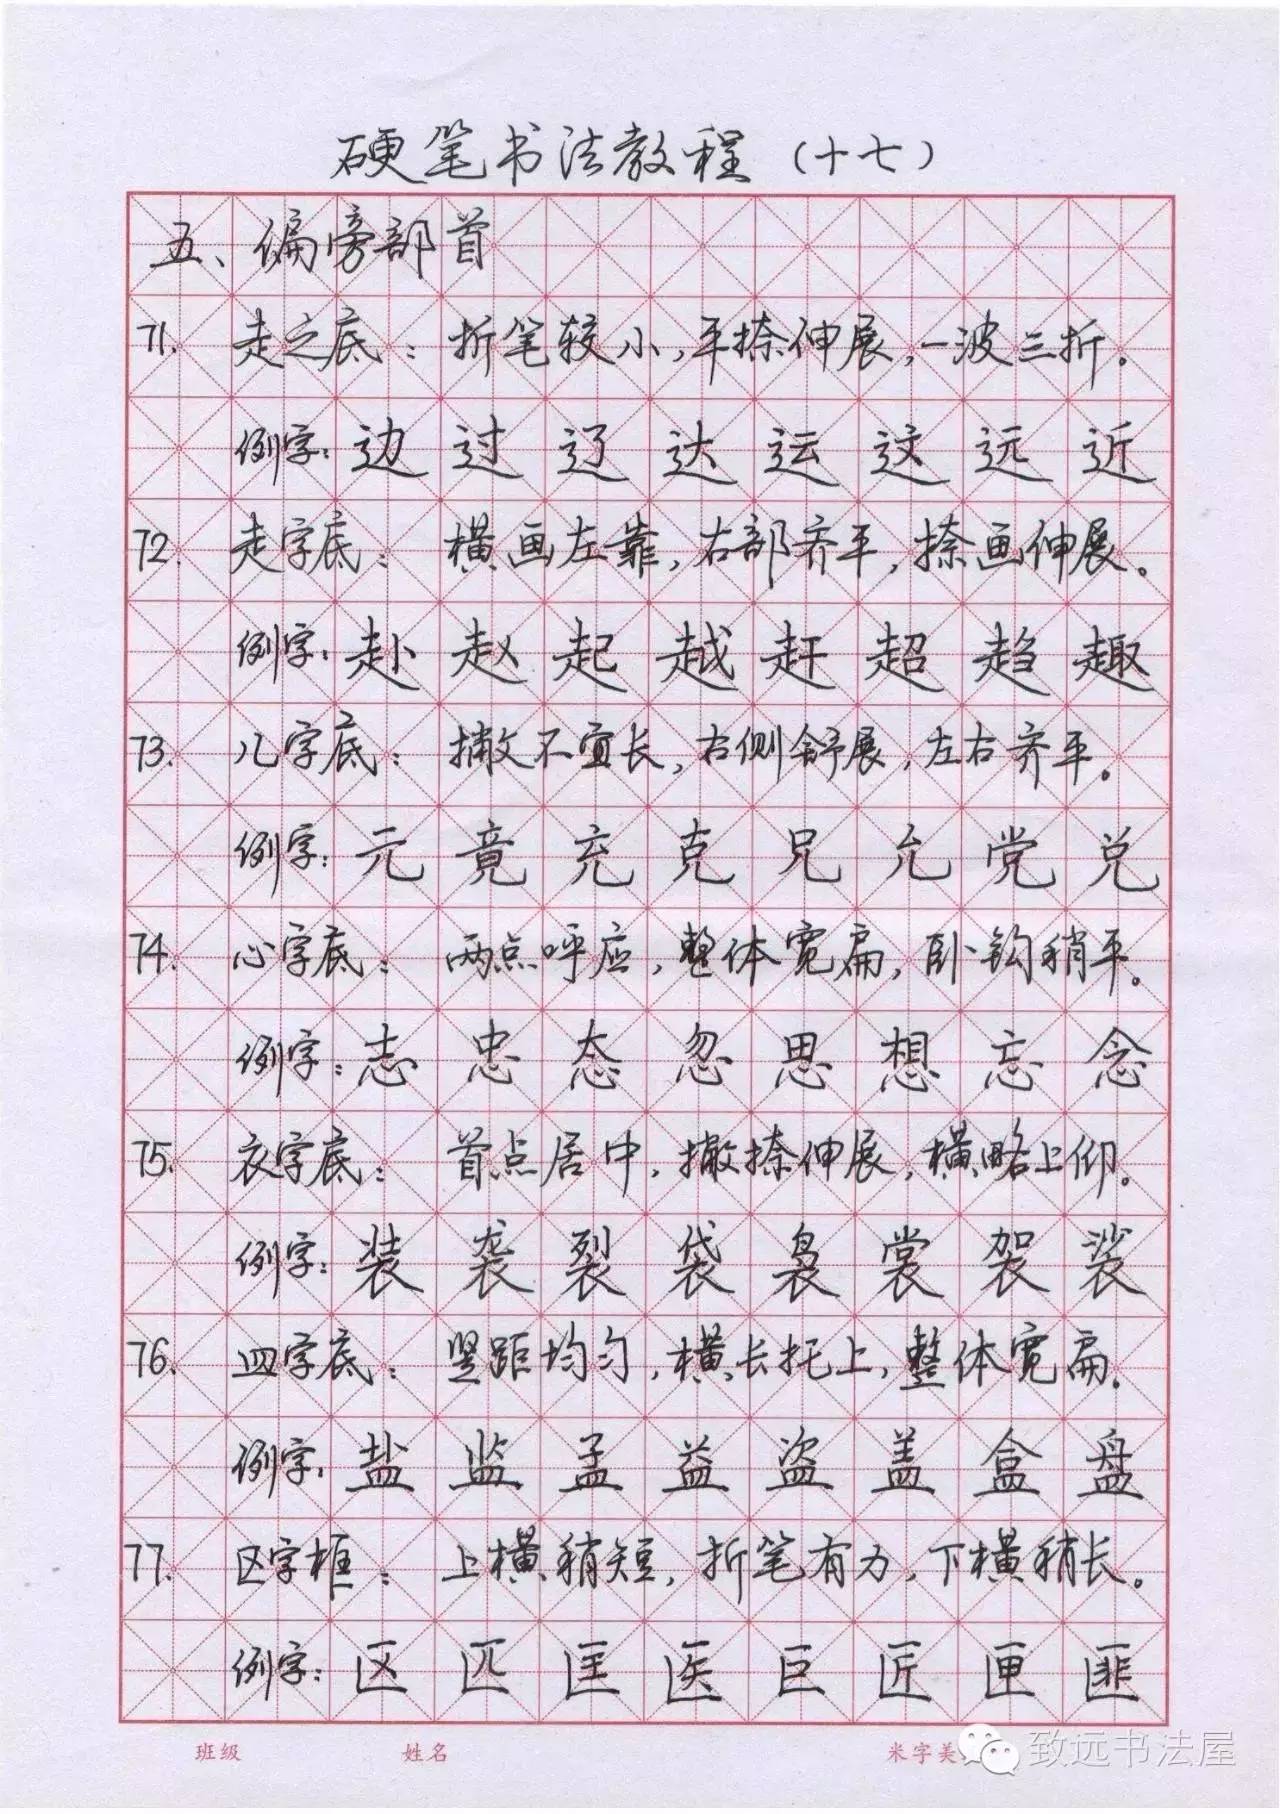 硬笔书法教程（十七）
五、偏旁部首
71. 走之底：折笔较小，平捺伸展，一波三折。
例字：边 过 辽 达 运 这 远 近
72. 走字底：横画左靠，右部齐平，捺画伸展。
例字：赴 赵 起 越 赶 超 趋 趣
73. 儿字底：撇不宜长，右侧舒展，左右齐平。
例字：元 竟 充 克 兄 允 党 兑
74. 心字底：两点呼应，整体宽扁，卧钩稍平。
例字：志 忠 态 忽 思 想 忘 念
75. 衣字底：首点居中，撇捺伸展，横略上仰。
例字：装 袭 裂 袋 袅 裳 袈 裟
76. 皿字底：竖距均匀，横长托上，整体宽扁。
例字：盐 监 孟 益 盗 盖 盒 盘
77. 区字框：上横稍短，折笔有力，下横稍长。
例字：区 匹 匡 医 巨 匠 匣 匪
班级 姓名 米字美
致远书法屋